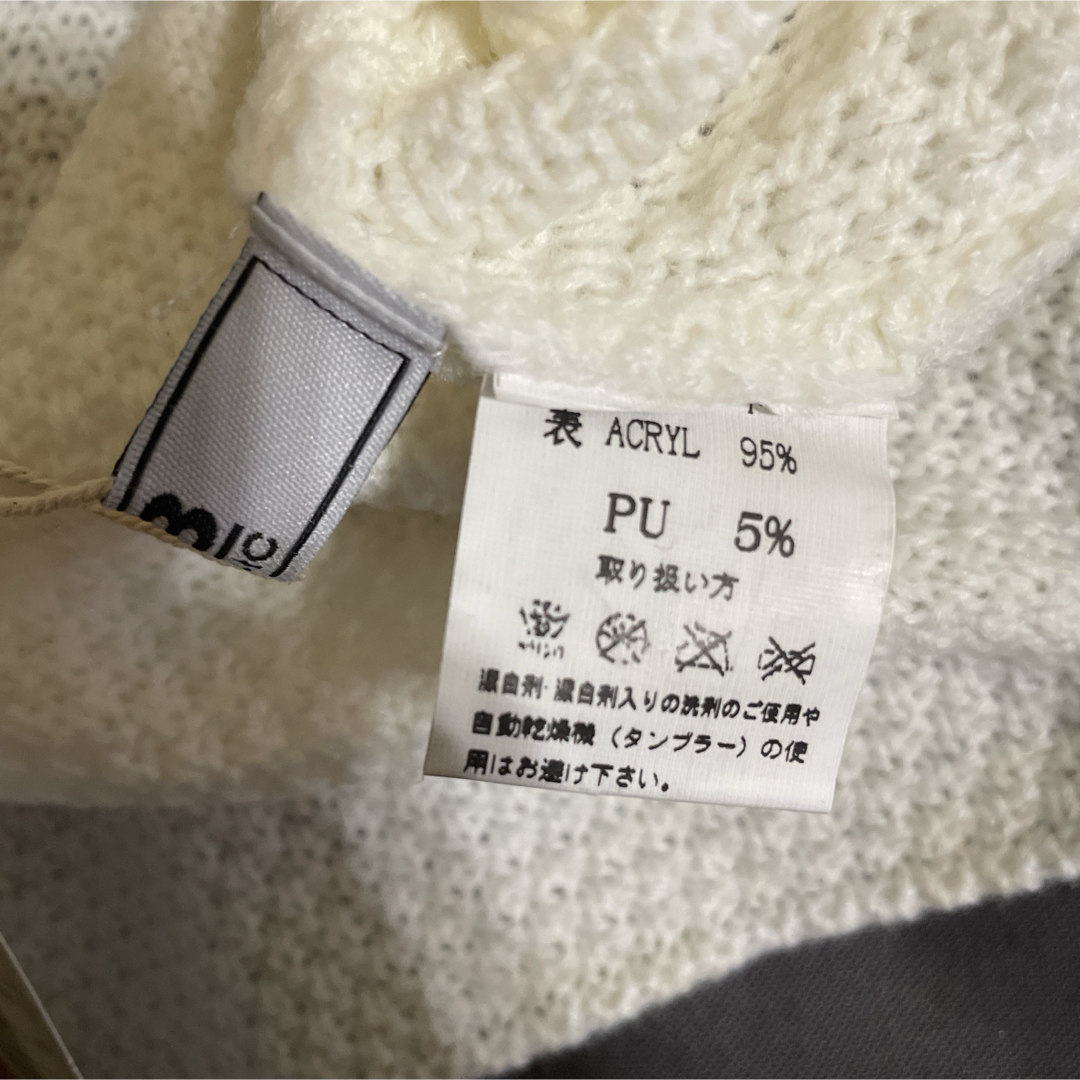 表 ACRYL 95%
PU 5%
取り扱い方
漂白剤・漂白剤入りの洗剤のご使用や
自動乾燥機（タンブラー）の使
用はお避け下さい。